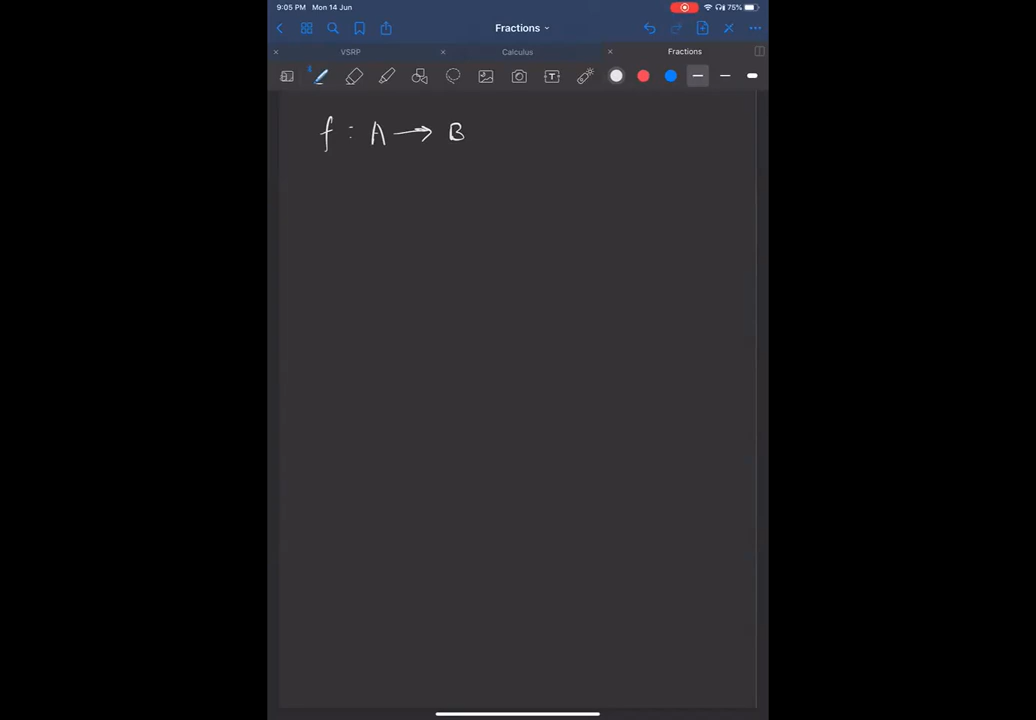 9:05 PM Mon 14 Jun 75%
Fractions
VSRP Calculus Fractions
T
f : A → B